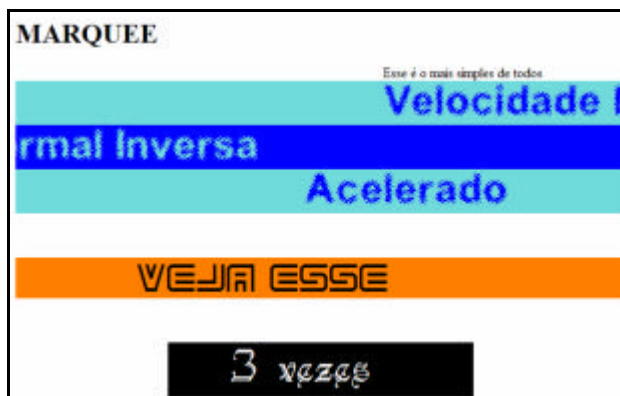 MARQUEE
Esse é o mais simples de todos
Velocidade
rmal Inversa
Acelerado
VEJA ESSE
3 vezes